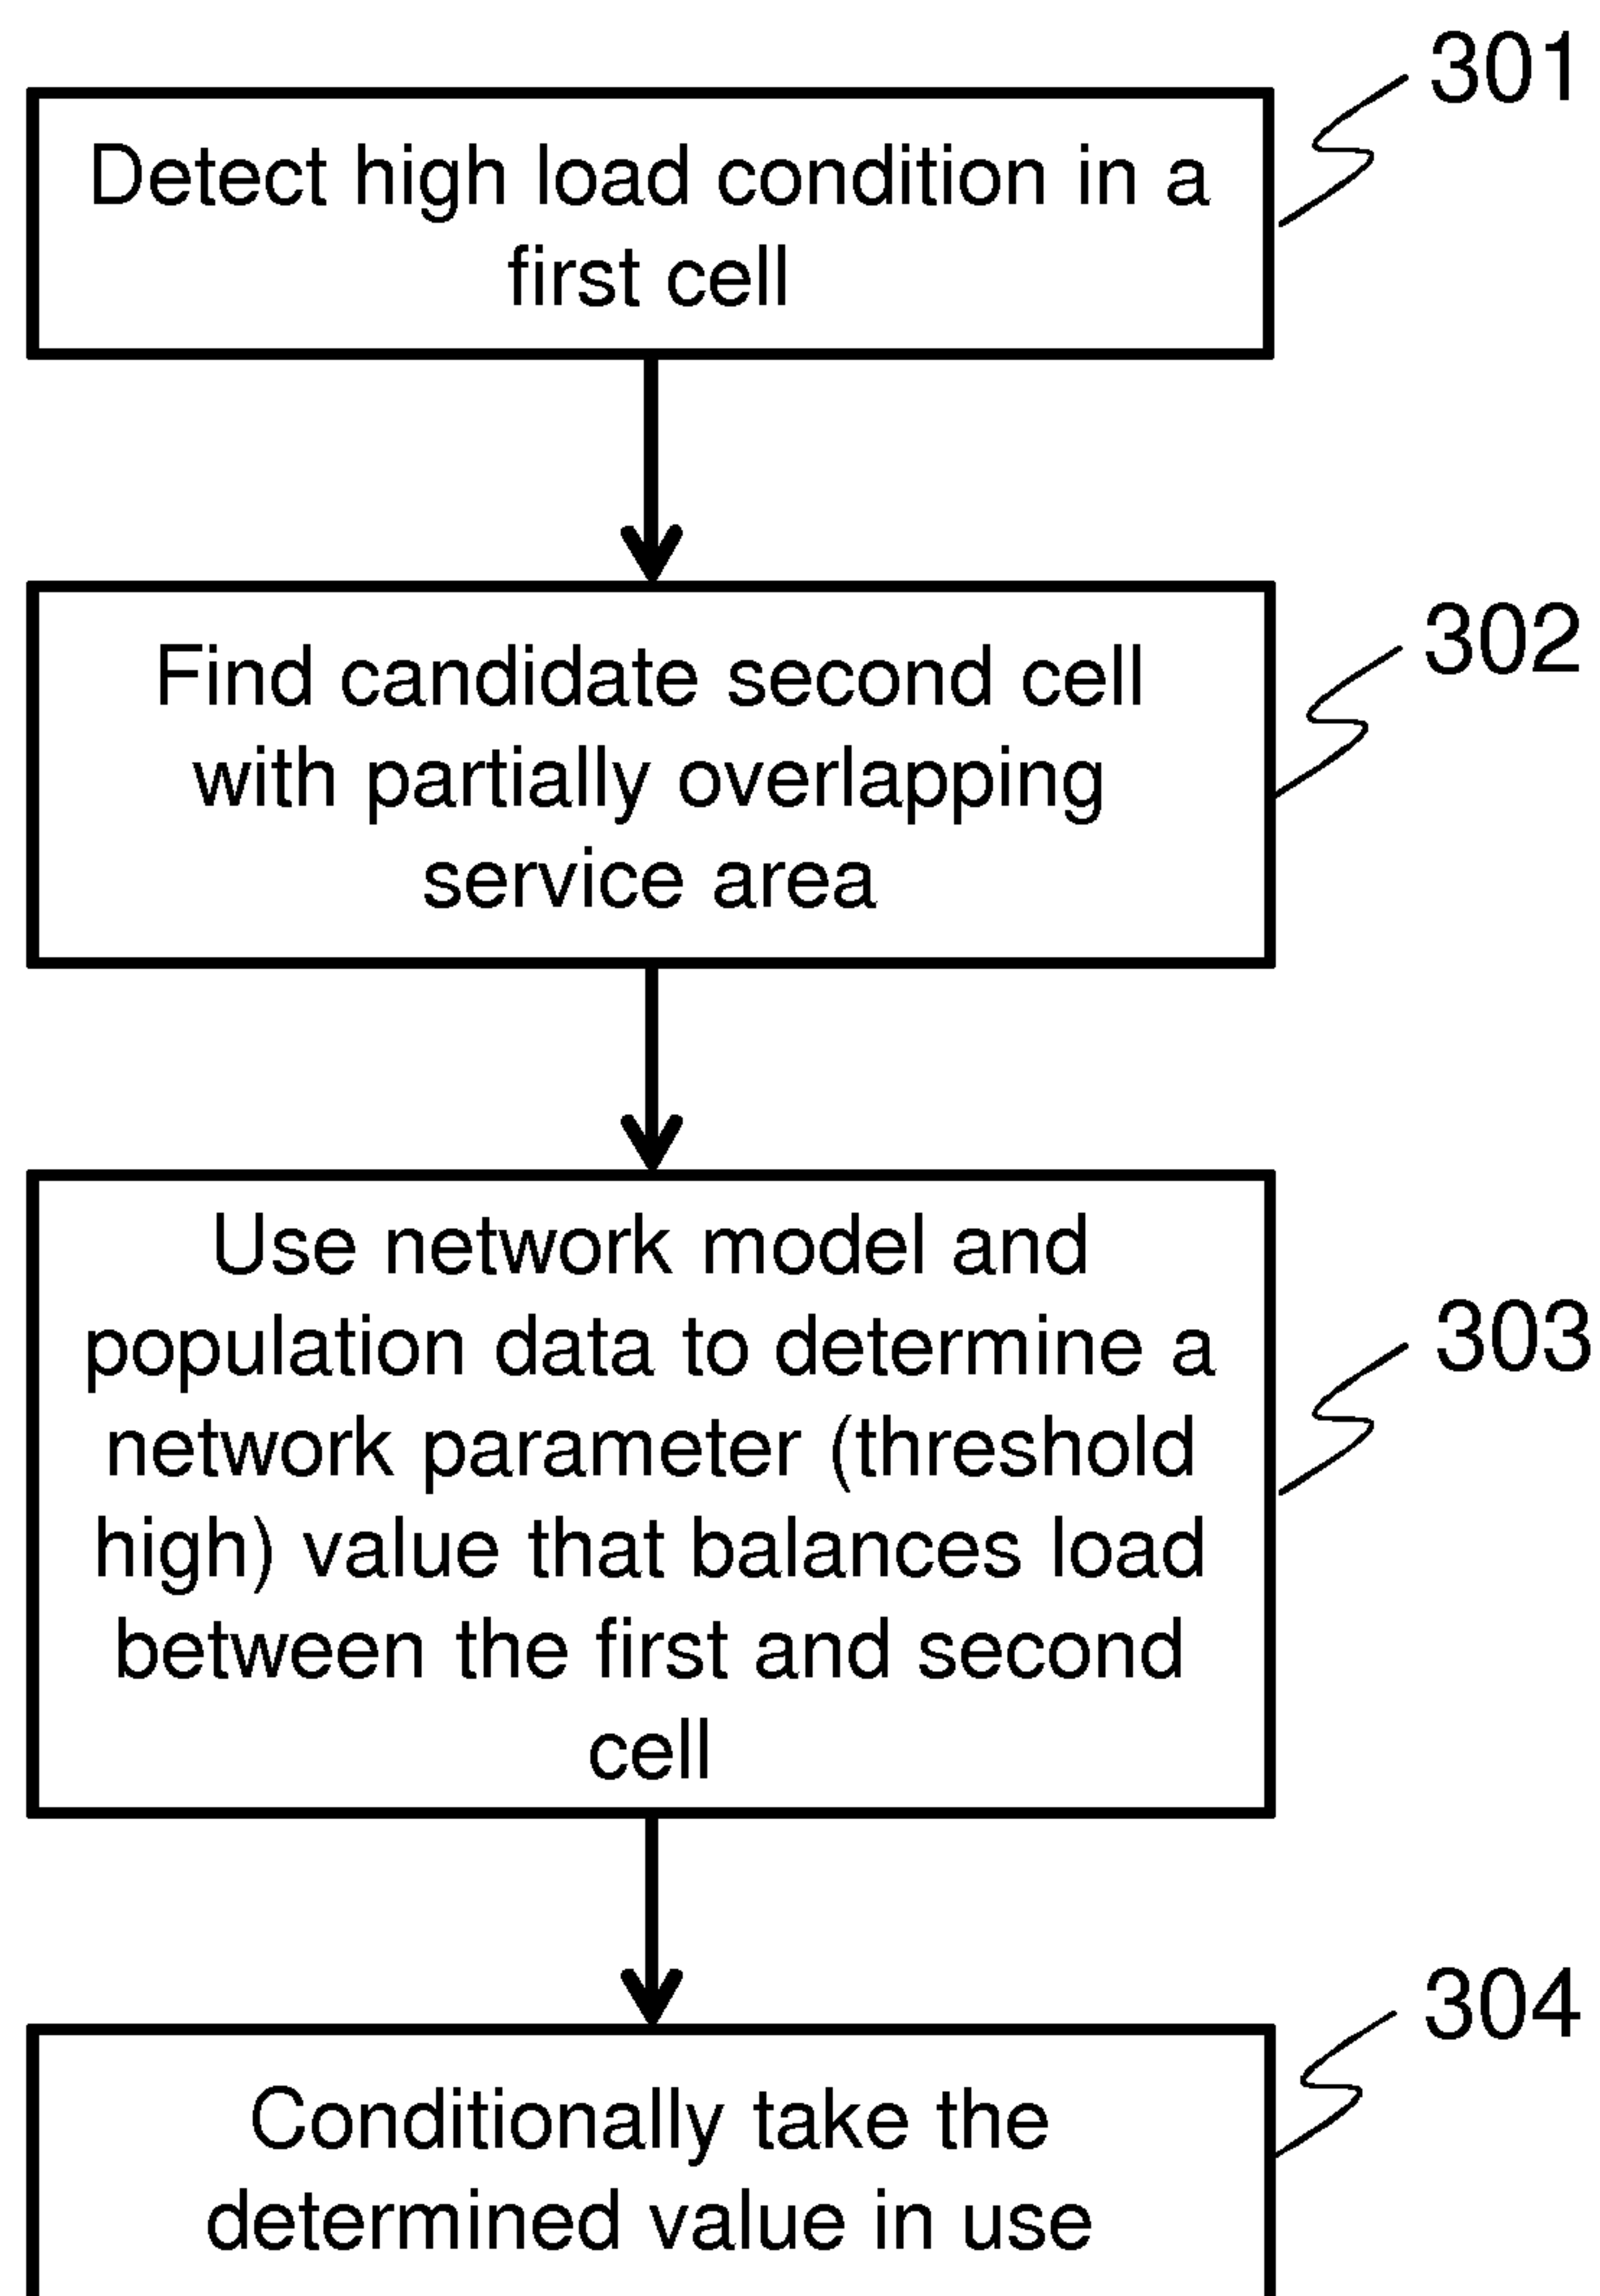 301
Detect high load condition in a
first cell
302
Find candidate second cell
with partially overlapping
service area
303
Use network model and
population data to determine a
network parameter (threshold
high) value that balances load
between the first and second
cell
304
Conditionally take the
determined value in use